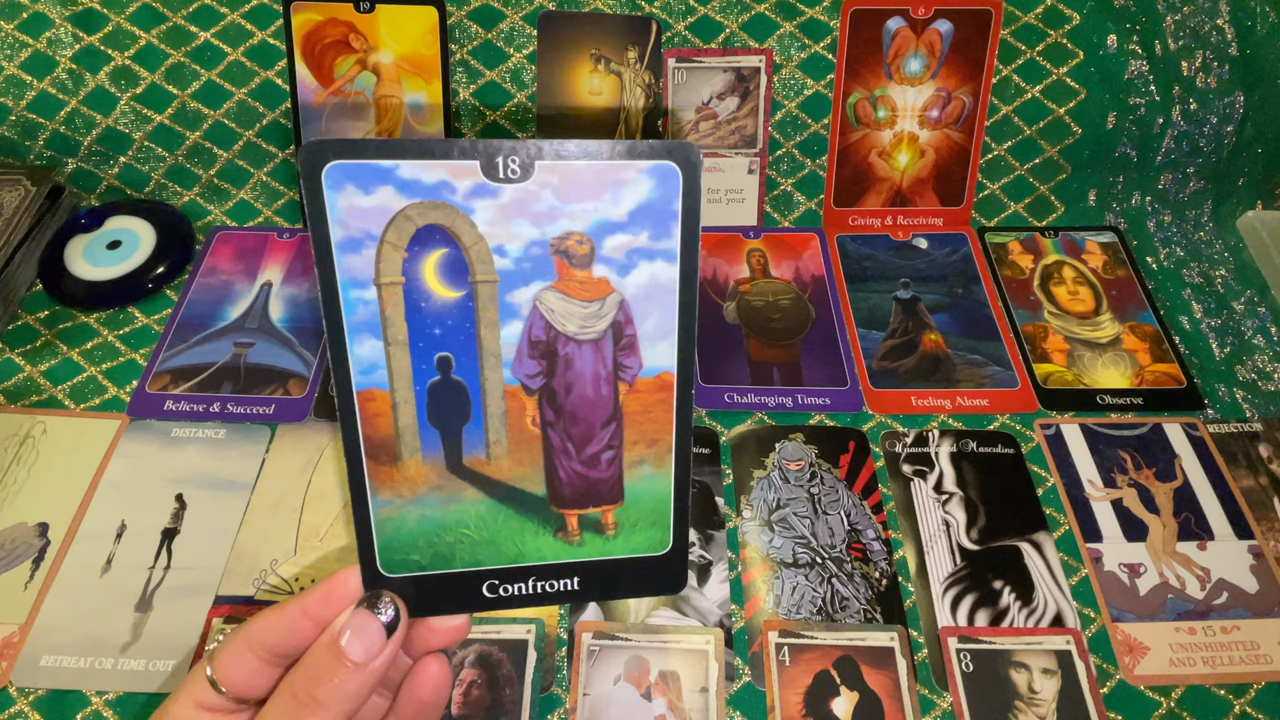 19
10
6
for your
and your
Giving & Receiving
18
6
5
5
12
Believe & Succeed
Challenging Times
Feeling Alone
Observe
Confront
DISTANCE
RETREAT OR TIME OUT
Masculine
REJECTION
15
UNINHIBITED
AND RELEASED
7
4
8